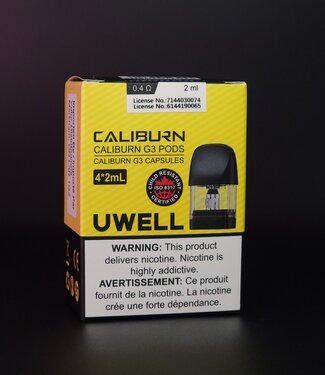 0.4 Ω 2 ml
License No.:7144030074
License No.: 6144190065
CALIBURN
CALIBURN G3 PODS
CALIBURN G3 CAPSULES
4*2mL
CHILD RESISTANT
ISO 8317
CERTIFIED
UWELL
WARNING: This product
delivers nicotine. Nicotine is
highly addictive.
AVERTISSEMENT: Ce produit
fournit de la nicotine. La nicotine
crée une forte dépendance.